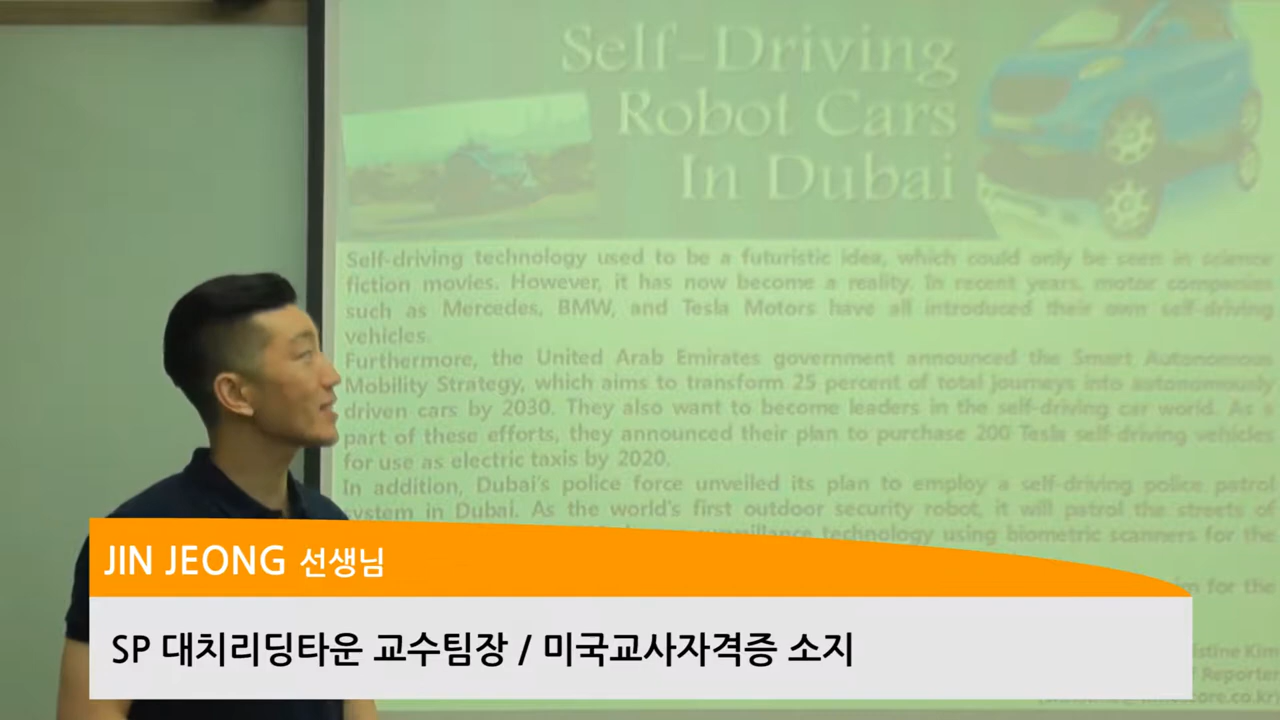 Self-Driving
Robot Cars
In Dubai
Self-driving technology used to be a futuristic idea, which could only be seen in science
fiction movies. However, it has now become a reality. In recent years, motor companies
such as Mercedes, BMW, and Tesla Motors have all introduced their own self-driving
vehicles.
Furthermore, the United Arab Emirates government announced the Smart Autonomous
Mobility Strategy, which aims to transform 25 percent of total journeys into autonomously
driven cars by 2030. They also want to become leaders in the self-driving car world. As a
part of these efforts, they announced their plan to purchase 200 Tesla self-driving vehicles
for use as electric taxis by 2020.
In addition, Dubai's police force unveiled its plan to employ a self-driving police patrol
system in Dubai. As the world's first outdoor security robot, it will patrol the streets of
technology using biometric scanners for the
for the
Kim
Reporter
JIN JEONG 선생님
SP 대치리딩타운 교수팀장 / 미국교사자격증 소지